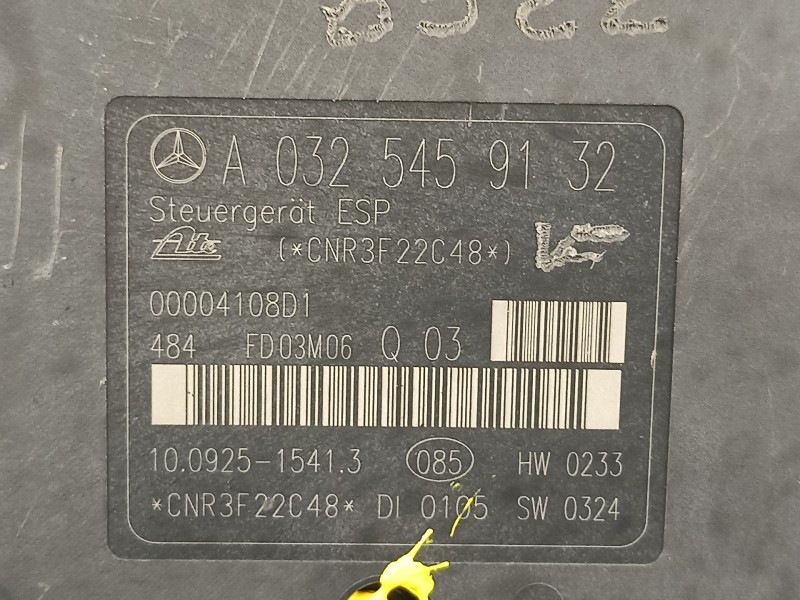 A 032 545 91 32
Steuergerät ESP
Ate (*CNR3F22C48*)
00004108D1
484 FD03M06 Q 03
10.0925-1541.3 085 HW 0233
*CNR3F22C48* DI 0105 SW 0324